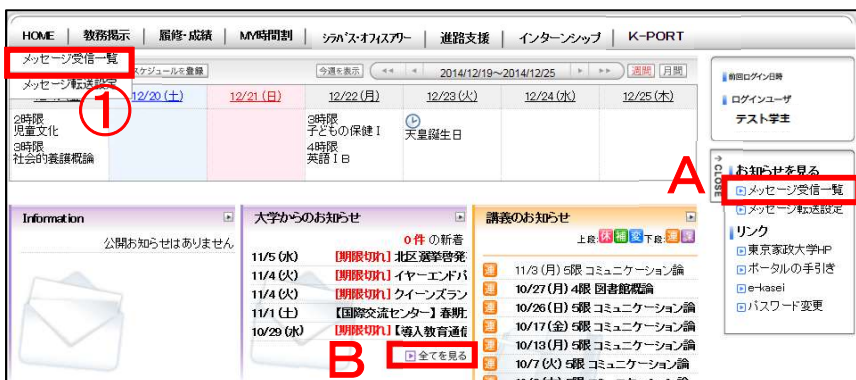 HOME 教務掲示 履修・成績 MY時間割 シラバス・オフィスアワー 進路支援 インターンシップ K-PORT
メッセージ受信一覧
メッセージ転送設定
スケジュールを登録
今週を表示 2014/12/19~2014/12/25 週間 月間
12/20(土) 12/21(日) 12/22(月) 12/23(火) 12/24(水) 12/25(木)
①
2時限
児童文化
3時限
社会的養護概論
3時限
子どもの保健Ⅰ
4時限
英語ⅠB
天皇誕生日
前回ログイン日時
ログインユーザ
テスト学生
A
CLOSE
お知らせを見る
メッセージ受信一覧
メッセージ転送設定
リンク
東京家政大学HP
ポータルの手引き
e-kasei
パスワード変更
Information
公開お知らせはありません
大学からのお知らせ
0件の新着
11/5(水) [期限切れ] 北区選挙啓発
11/4(火) [期限切れ] イヤーエンドパ
11/4(火) [期限切れ] クイーンズラン
11/1(土) 【国際交流センター】春期
10/29(水) [期限切れ]【導入教育通信
B
全てを見る
講義のお知らせ
上段:休補変下段:連課
連 11/3(月)5限 コミュニケーション論
連 10/27(月)4限 図書館概論
連 10/26(日)5限 コミュニケーション論
連 10/17(金)5限 コミュニケーション論
連 10/13(月)5限 コミュニケーション論
連 10/7(火)5限 コミュニケーション論